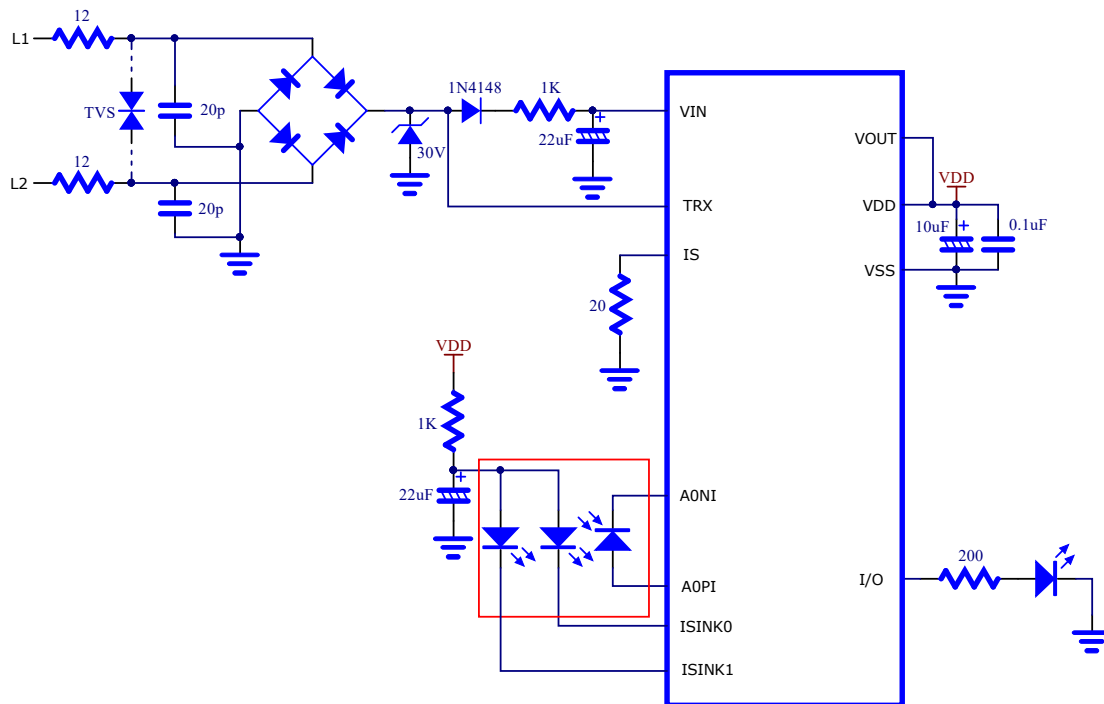 12
L1
TVS
20p
12
L2
20p
30V
1N4148
1K
22uF
+
VIN
TRX
IS
20
VDD
1K
22uF
+
A0NI
A0PI
ISINK0
ISINK1
VOUT
VDD
VDD
10uF
+
0.1uF
VSS
I/O
200